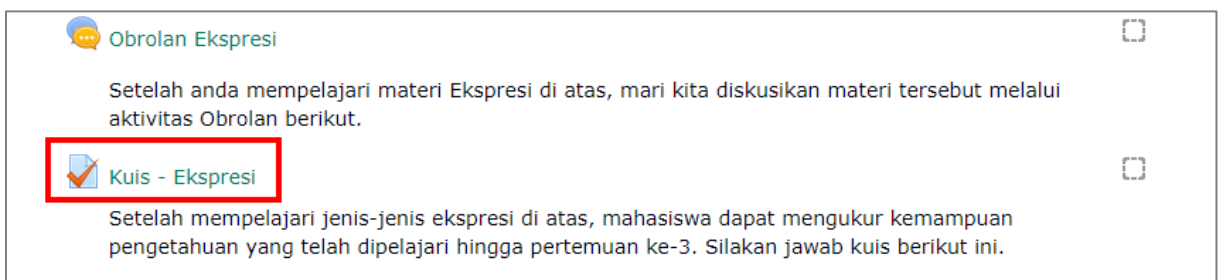 Obrolan Ekspresi
Setelah anda mempelajari materi Ekspresi di atas, mari kita diskusikan materi tersebut melalui
aktivitas Obrolan berikut.
Kuis - Ekspresi
Setelah mempelajari jenis-jenis ekspresi di atas, mahasiswa dapat mengukur kemampuan
pengetahuan yang telah dipelajari hingga pertemuan ke-3. Silakan jawab kuis berikut ini.